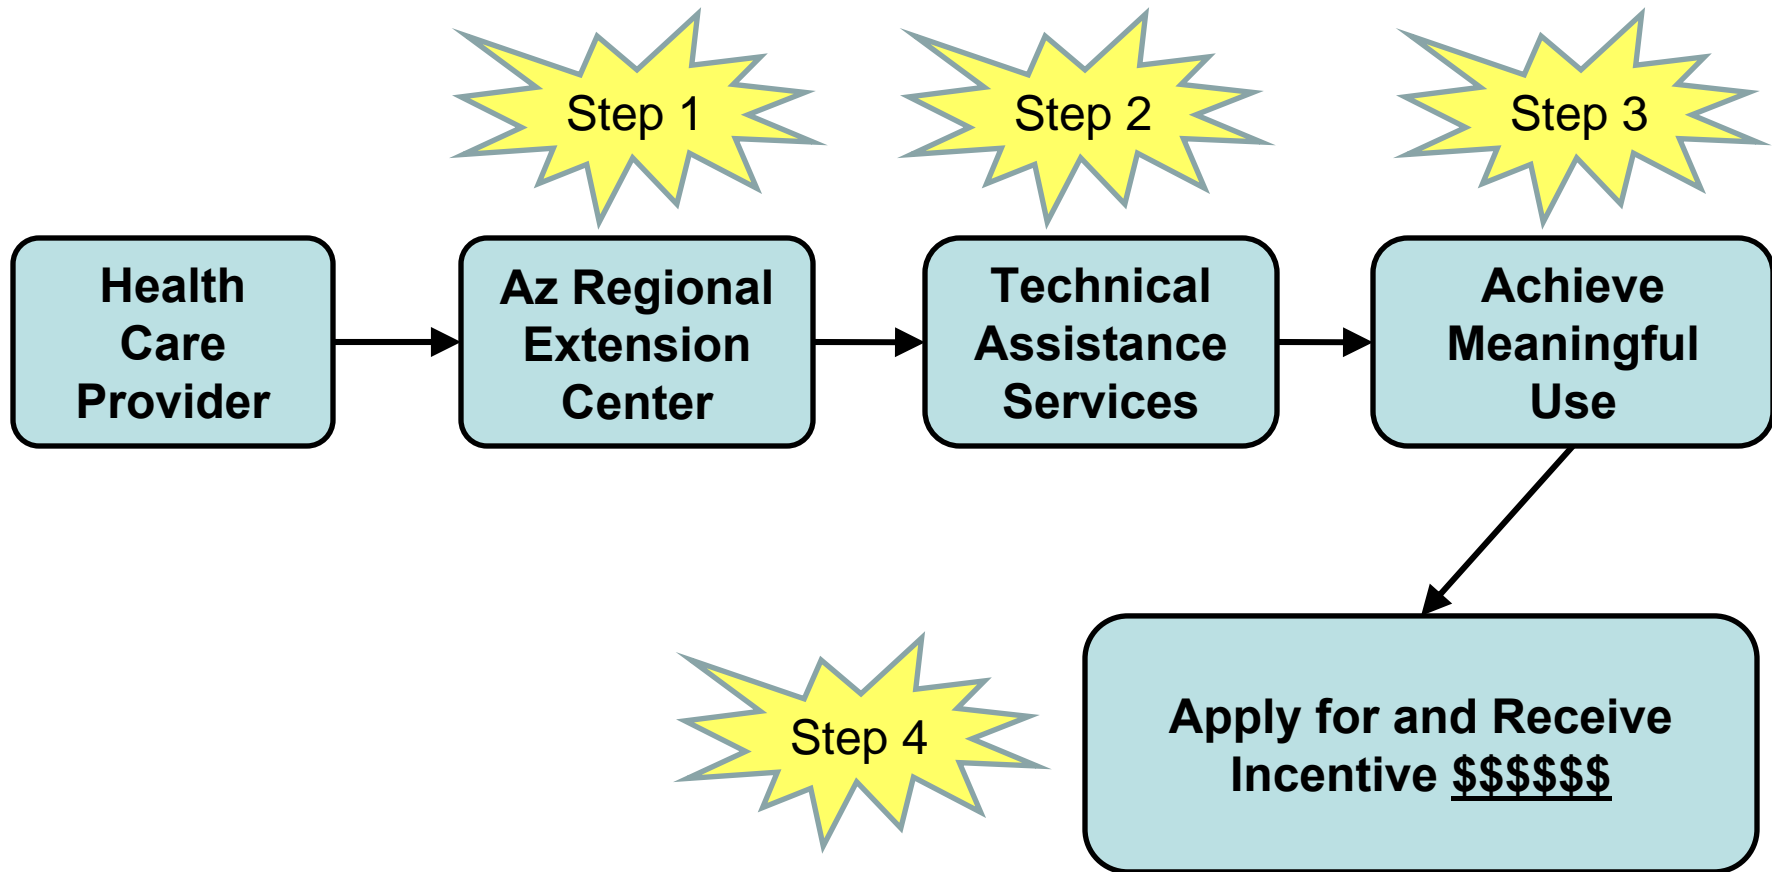 Step 1
Step 2
Step 3
Health
Care
Provider
Az Regional
Extension
Center
Technical
Assistance
Services
Achieve
Meaningful
Use
Step 4
Apply for and Receive
Incentive $$$$$$